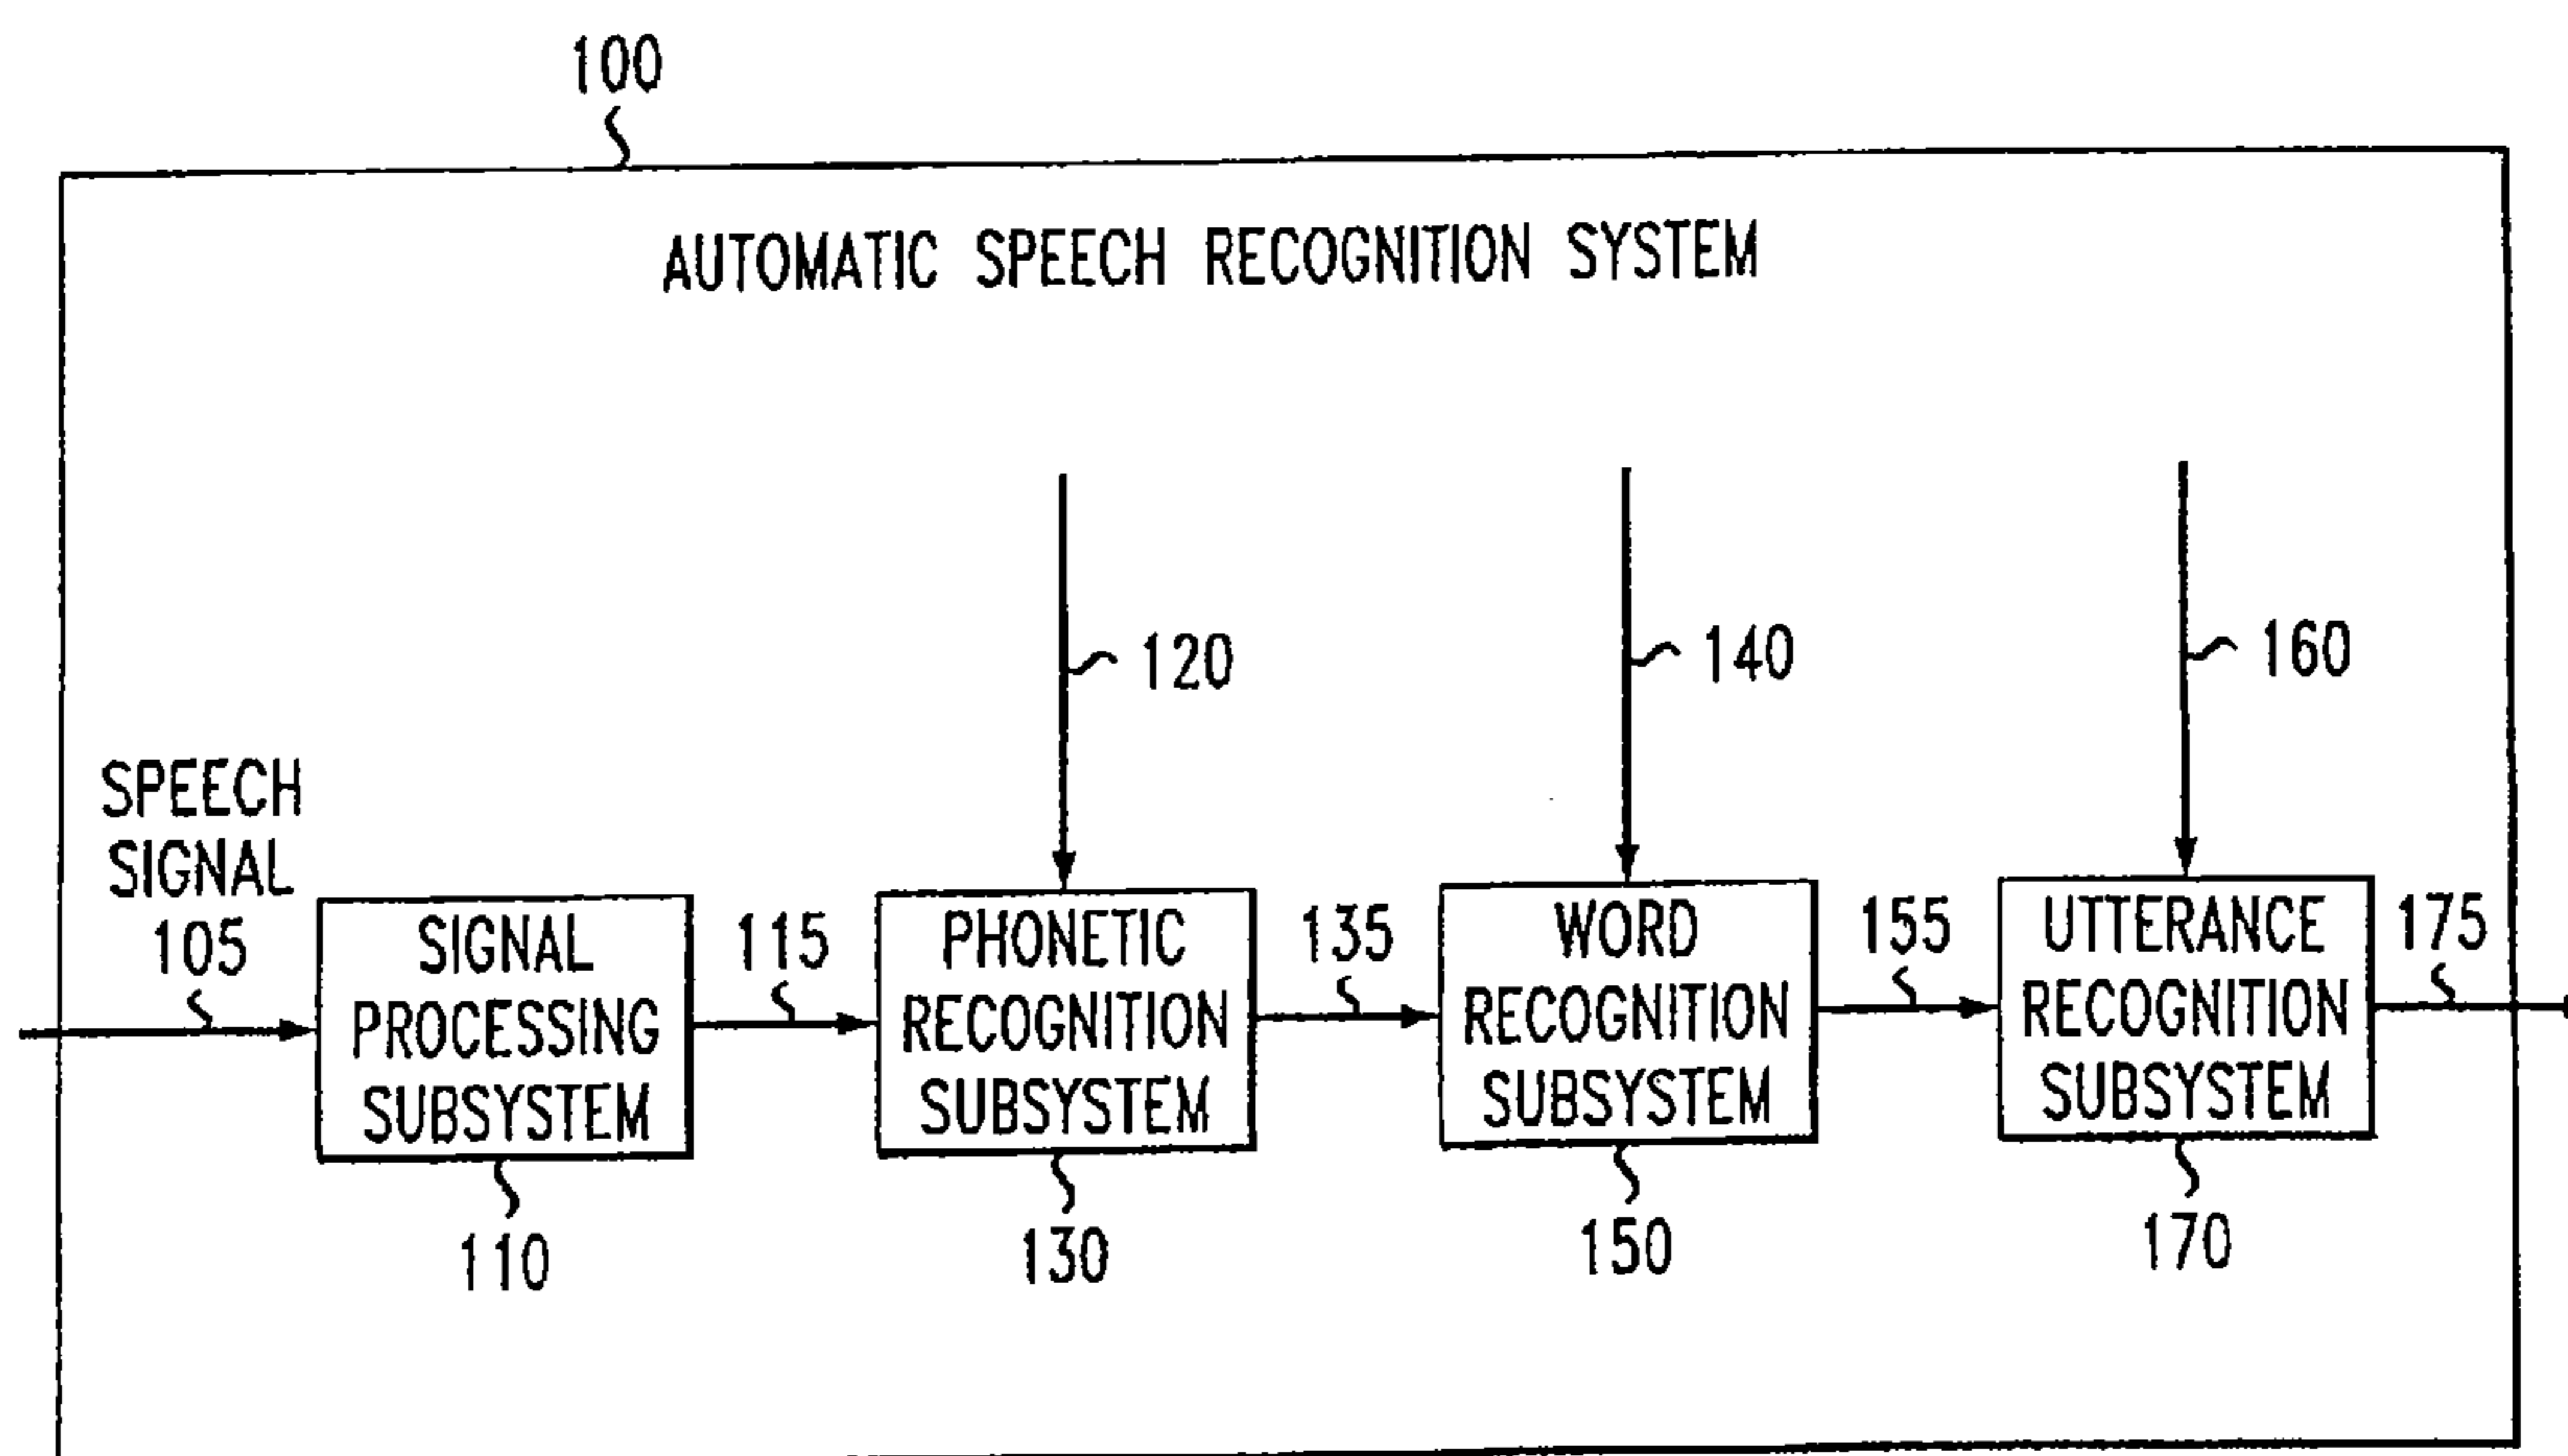 100
AUTOMATIC SPEECH RECOGNITION SYSTEM
120
140
160
SPEECH
SIGNAL
105
SIGNAL
PROCESSING
SUBSYSTEM
110
115
PHONETIC
RECOGNITION
SUBSYSTEM
130
135
WORD
RECOGNITION
SUBSYSTEM
150
155
UTTERANCE
RECOGNITION
SUBSYSTEM
170
175